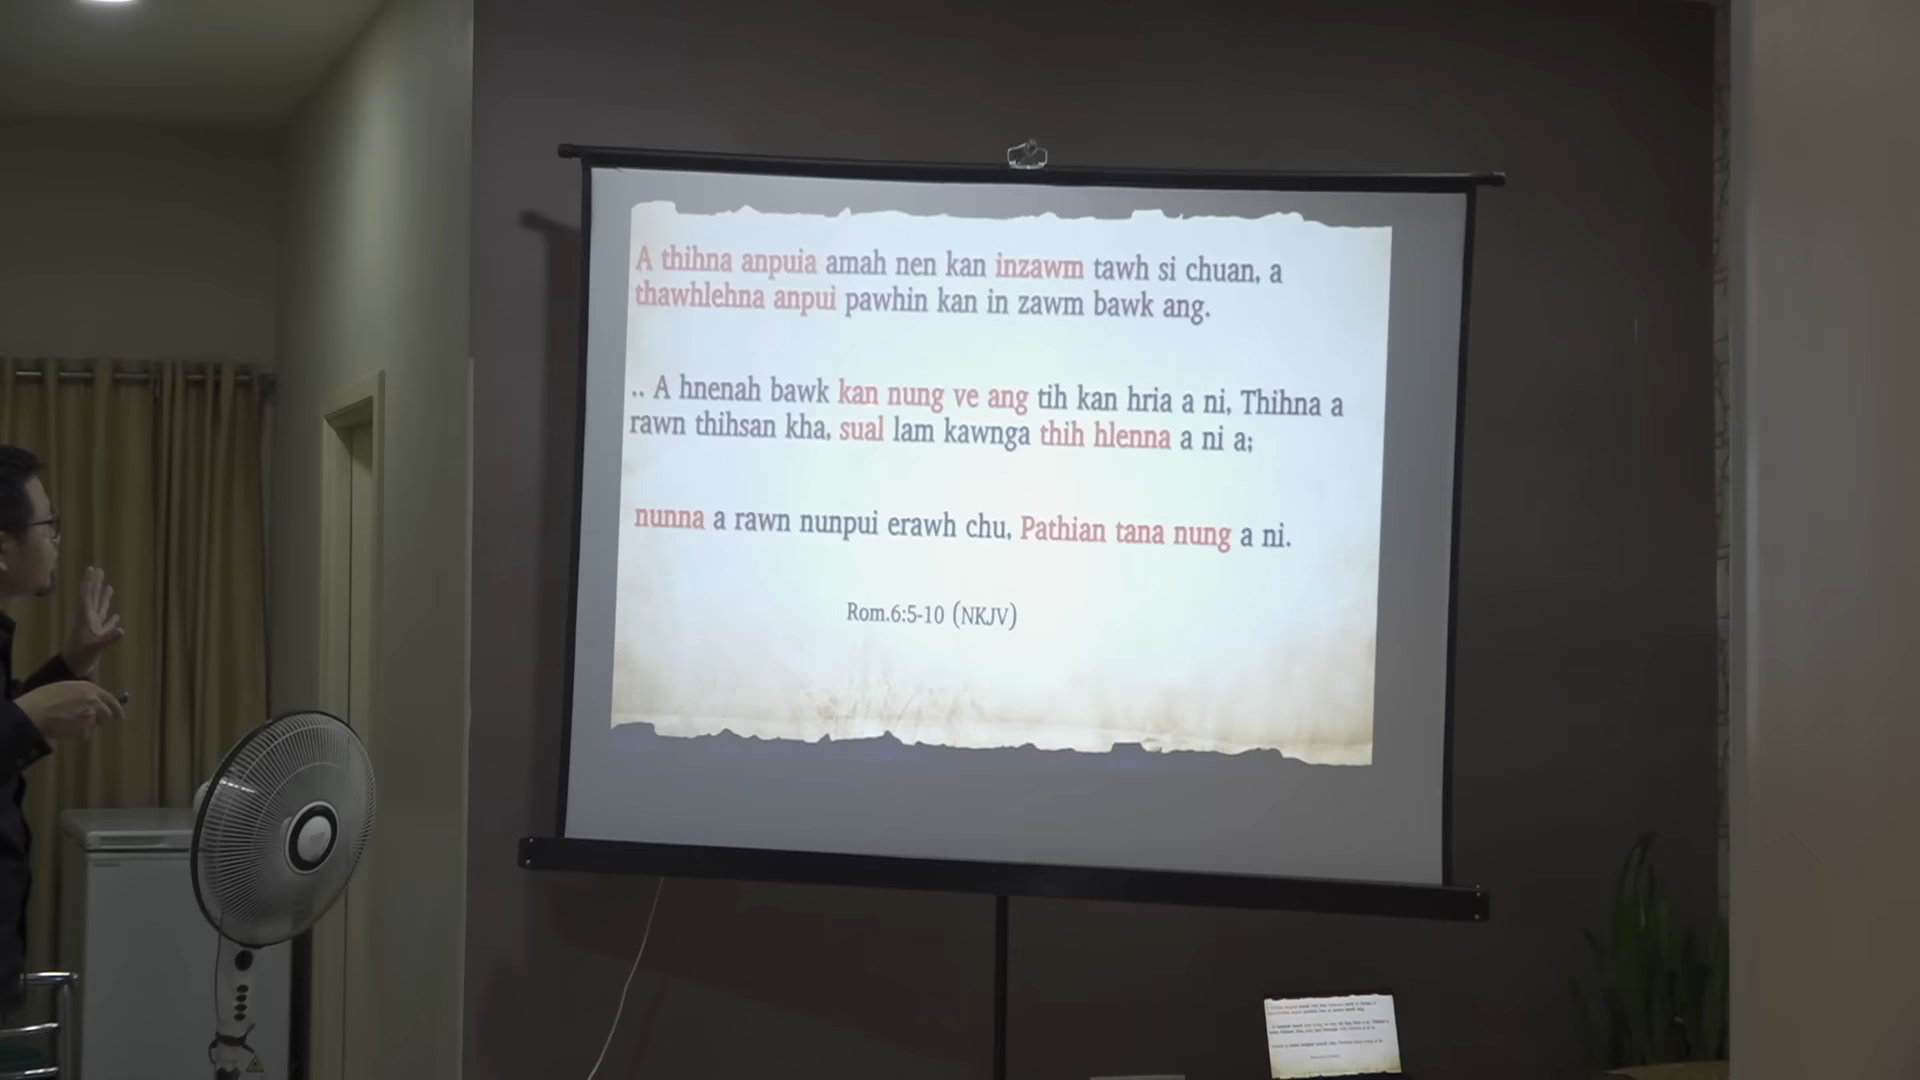 A thihna anpuia amah nen kan inzawm tawh si chuan, a
thawhlehna anpui pawhin kan in zawm bawk ang.
.. A hnenah bawk kan nung ve ang tih kan hria a ni, Thihna a
rawn thihsan kha, sual lam kawnga thih hlenna a ni a;
nunna a rawn nunpui erawh chu, Pathian tana nung a ni.
Rom.6:5-10 (NKJV)